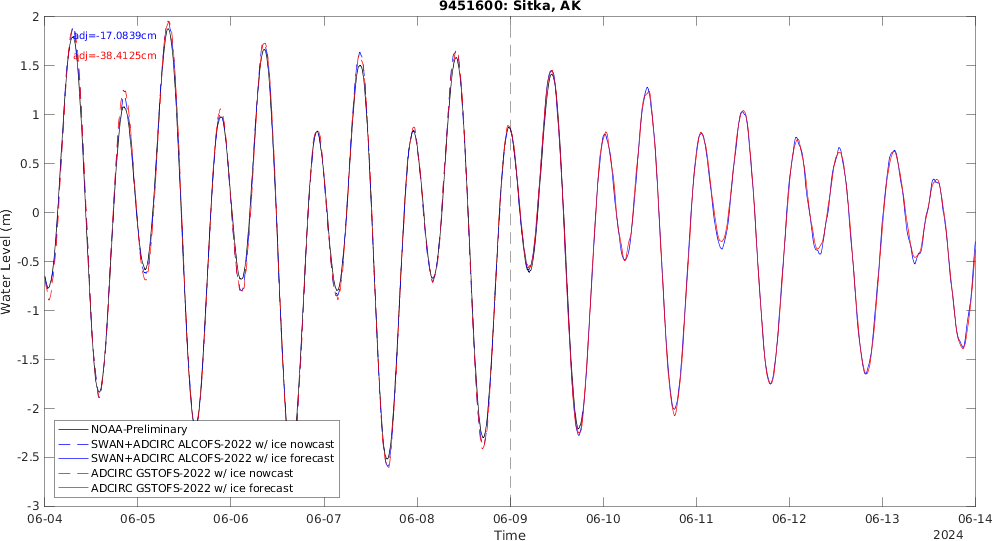 9451600: Sitka, AK
adj=-17.0839cm
adj=-38.4125cm
Water Level (m)
2
1.5
1
0.5
0
-0.5
-1
-1.5
-2
-2.5
-3
NOAA-Preliminary
SWAN+ADCIRC ALCOFS-2022 w/ ice nowcast
SWAN+ADCIRC ALCOFS-2022 w/ ice forecast
ADCIRC GSTOFS-2022 w/ ice nowcast
ADCIRC GSTOFS-2022 w/ ice forecast
06-04 06-05 06-06 06-07 06-08 06-09 06-10 06-11 06-12 06-13 06-14
Time
2024